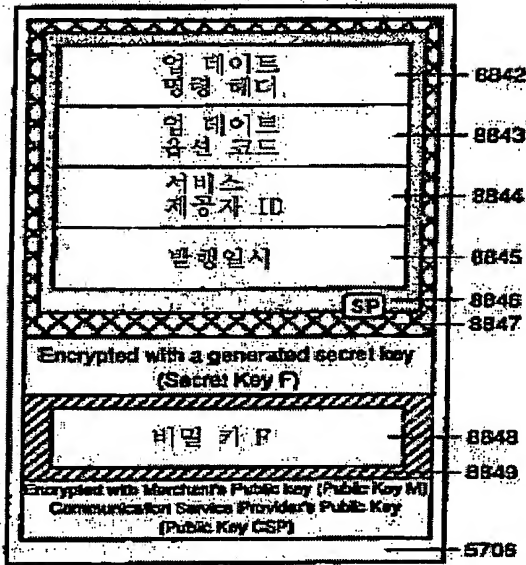 업 데이트
명령 헤더
8842
업 데이트
옵션 코드
8843
서비스
제공자 ID
8844
발행일시
8845
SP
8846
8847
Encrypted with a generated secret key
(Secret Key F)
비밀 키 F
8848
8849
Encrypted with Merchant's Public key (Public Key M)
Communication Service Provider's Public Key
(Public Key CSP)
5706